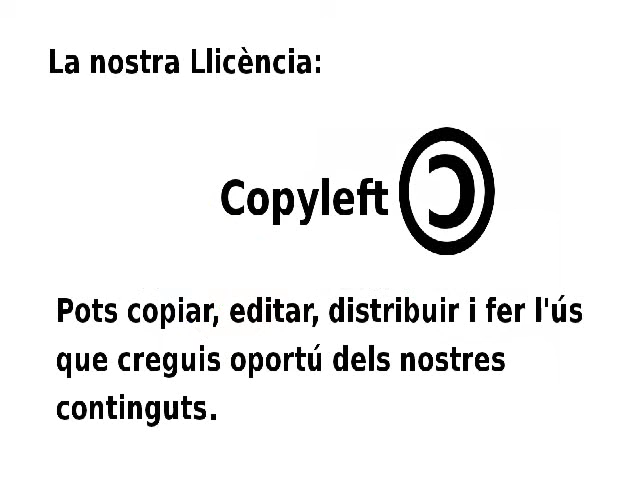 La nostra Llicència:
Copyleft
Pots copiar, editar, distribuir i fer l'ús
que creguis oportú dels nostres
continguts.